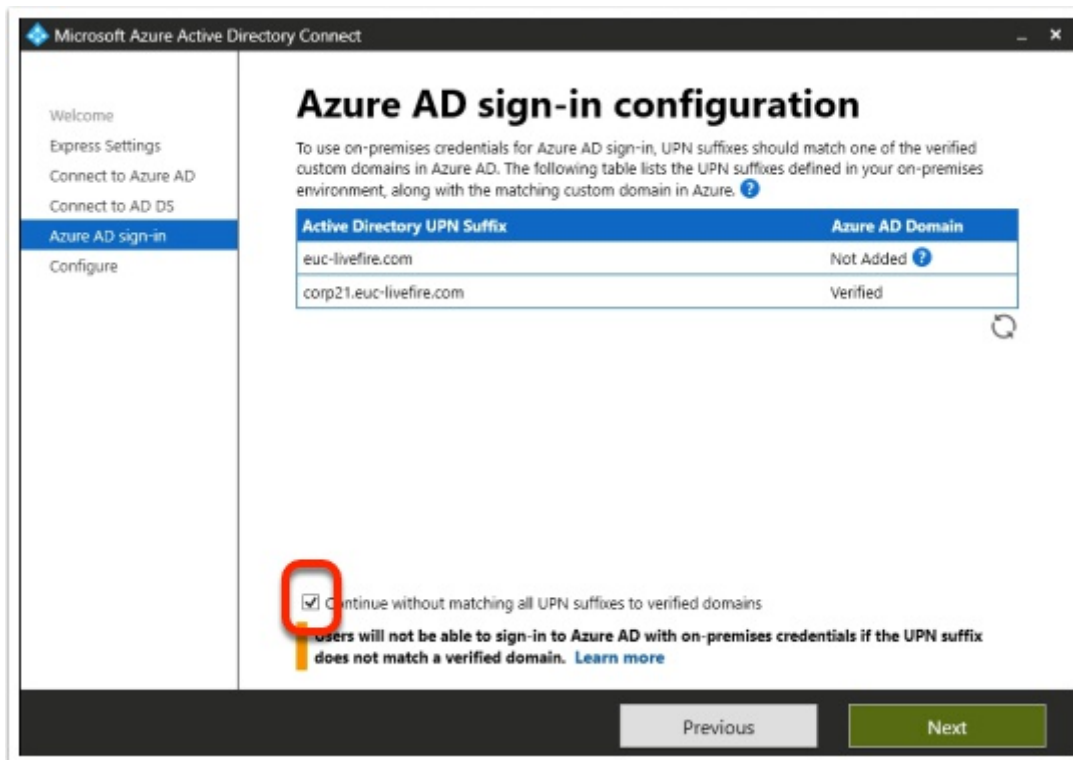 Microsoft Azure Active Directory Connect
Welcome
Express Settings
Connect to Azure AD
Connect to AD DS
Azure AD sign-in
Configure
Azure AD sign-in configuration
To use on-premises credentials for Azure AD sign-in, UPN suffixes should match one of the verified
custom domains in Azure AD. The following table lists the UPN suffixes defined in your on-premises
environment, along with the matching custom domain in Azure. ?
Active Directory UPN Suffix Azure AD Domain
euc-livefire.com Not Added ?
corp21.euc-livefire.com Verified
Continue without matching all UPN suffixes to verified domains
Users will not be able to sign-in to Azure AD with on-premises credentials if the UPN suffix
does not match a verified domain. Learn more
Previous Next